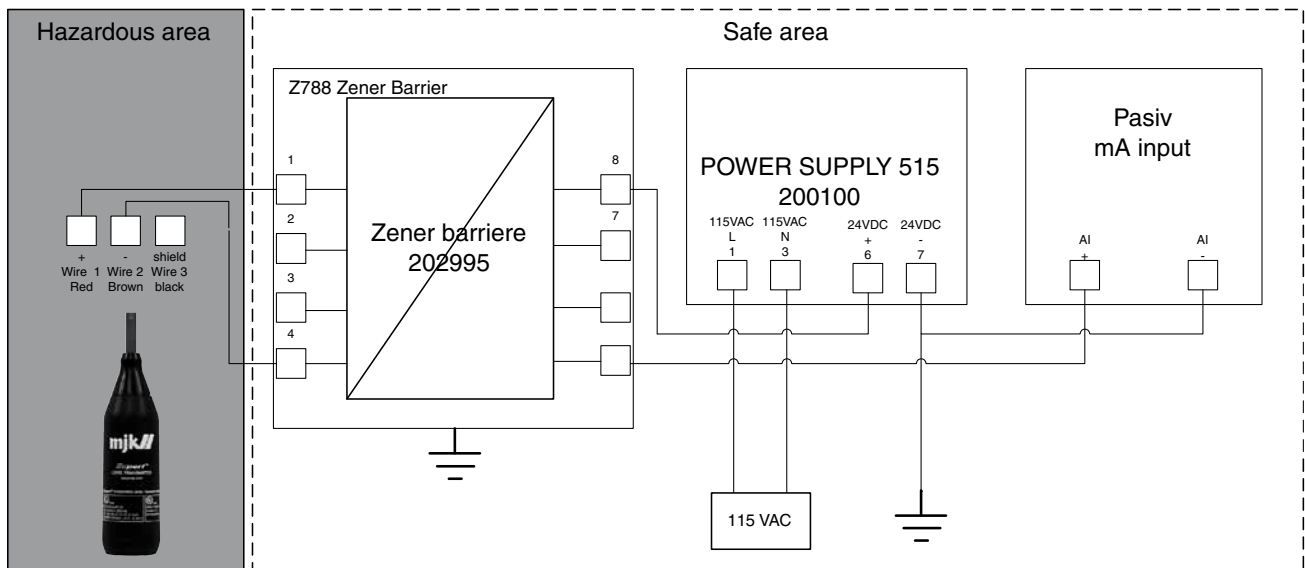 Hazardous area
Safe area
Z788 Zener Barrier
1
2
3
4
8
7
Zener barriere
202995
+
Wire 1
Red
-
Wire 2
Brown
shield
Wire 3
black
mjk
Expert
POWER SUPPLY 515
200100
115VAC
L
1
115VAC
N
3
24VDC
+
6
24VDC
-
7
Pasiv
mA input
AI
+
AI
-
115 VAC